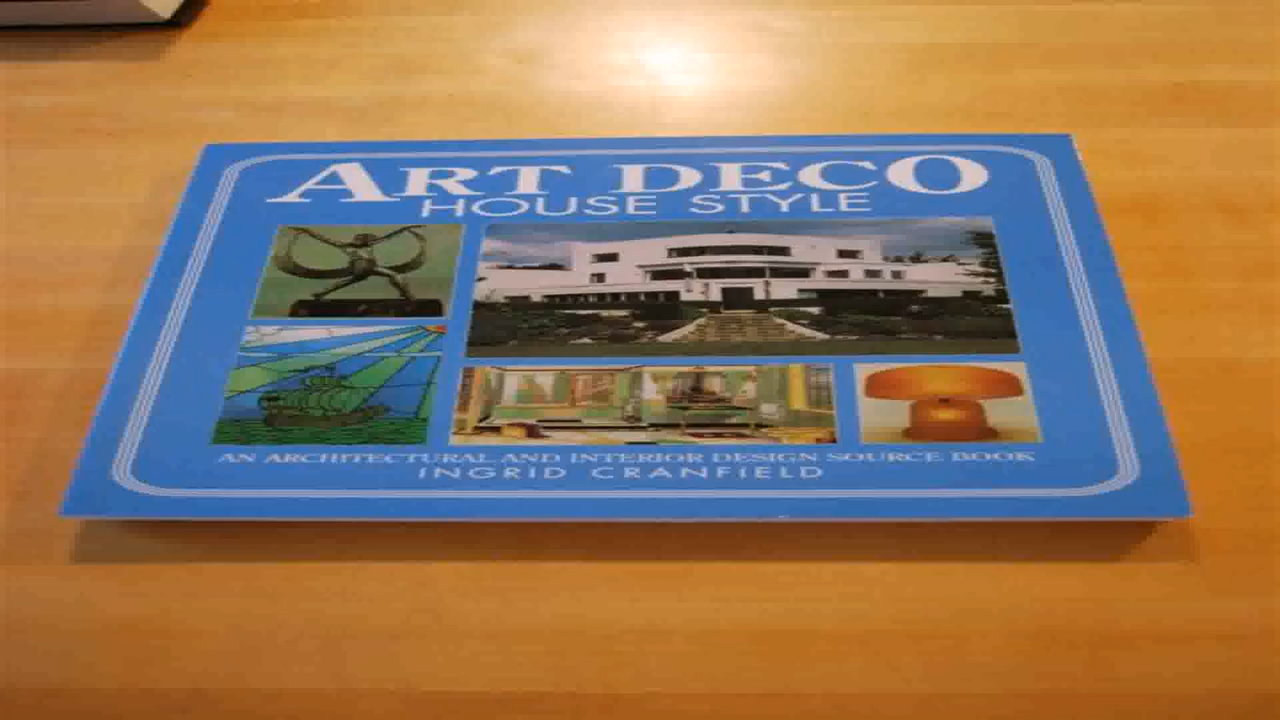 ART DECO
HOUSE STYLE
AN ARCHITECTURAL AND INTERIOR DESIGN SOURCE BOOK
INGRID CRANFIELD